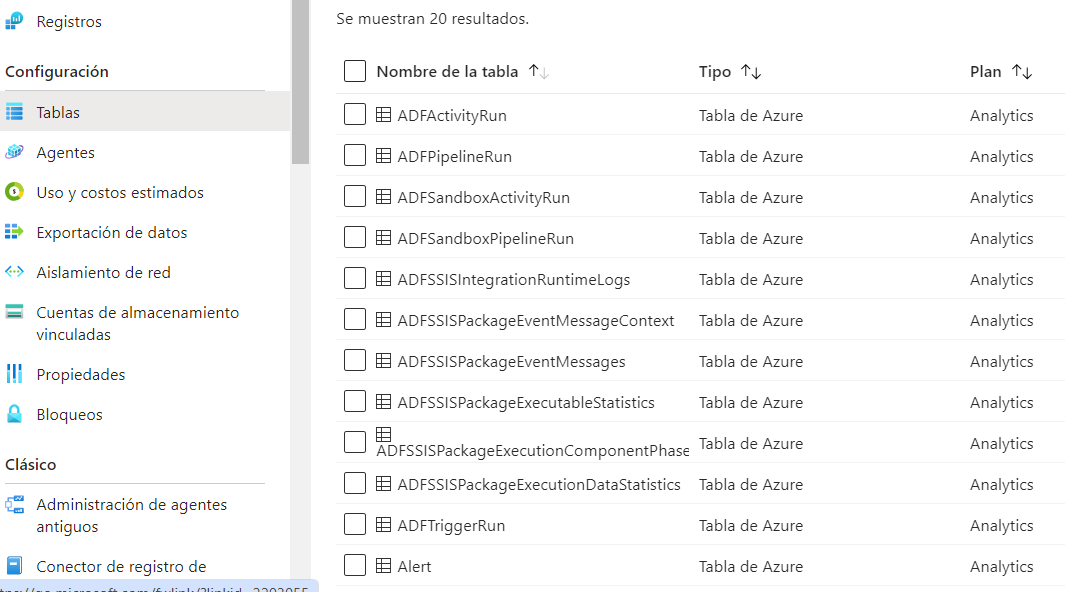 Registros
Configuración
Tablas
Agentes
Uso y costos estimados
Exportación de datos
Aislamiento de red
Cuentas de almacenamiento
vinculadas
Propiedades
Bloqueos
Clásico
Administración de agentes
antiguos
Conector de registro de
Se muestran 20 resultados.
Nombre de la tabla Tipo Plan
ADFActivityRun Tabla de Azure Analytics
ADFPipelineRun Tabla de Azure Analytics
ADFSandboxActivityRun Tabla de Azure Analytics
ADFSandboxPipelineRun Tabla de Azure Analytics
ADFSSISIntegrationRuntimeLogs Tabla de Azure Analytics
ADFSSISPackageEventMessageContext Tabla de Azure Analytics
ADFSSISPackageEventMessages Tabla de Azure Analytics
ADFSSISPackageExecutableStatistics Tabla de Azure Analytics
ADFSSISPackageExecutionComponentPhase Tabla de Azure Analytics
ADFSSISPackageExecutionDataStatistics Tabla de Azure Analytics
ADFTriggerRun Tabla de Azure Analytics
Alert Tabla de Azure Analytics